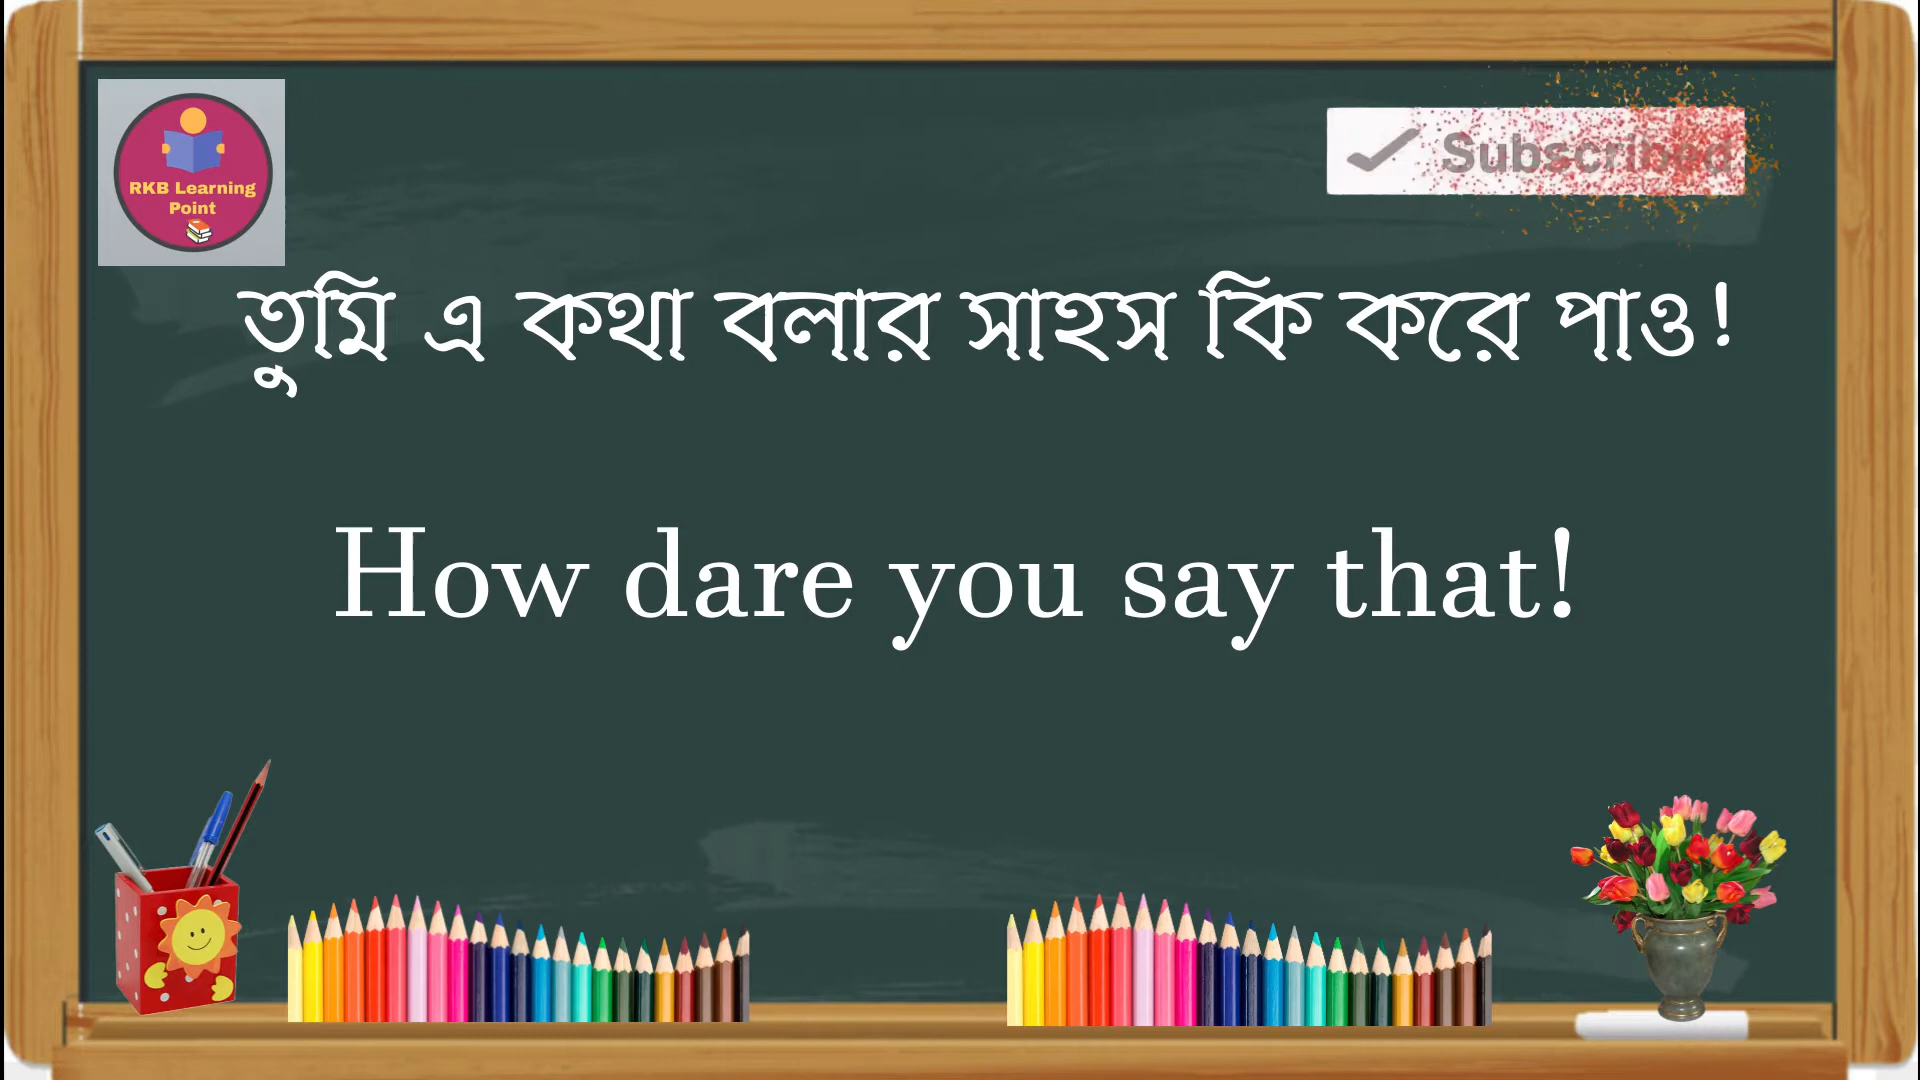 RKB Learning
Point
Subscribed
তুমি এ কথা বলার সাহস কি করে পাও!
How dare you say that!